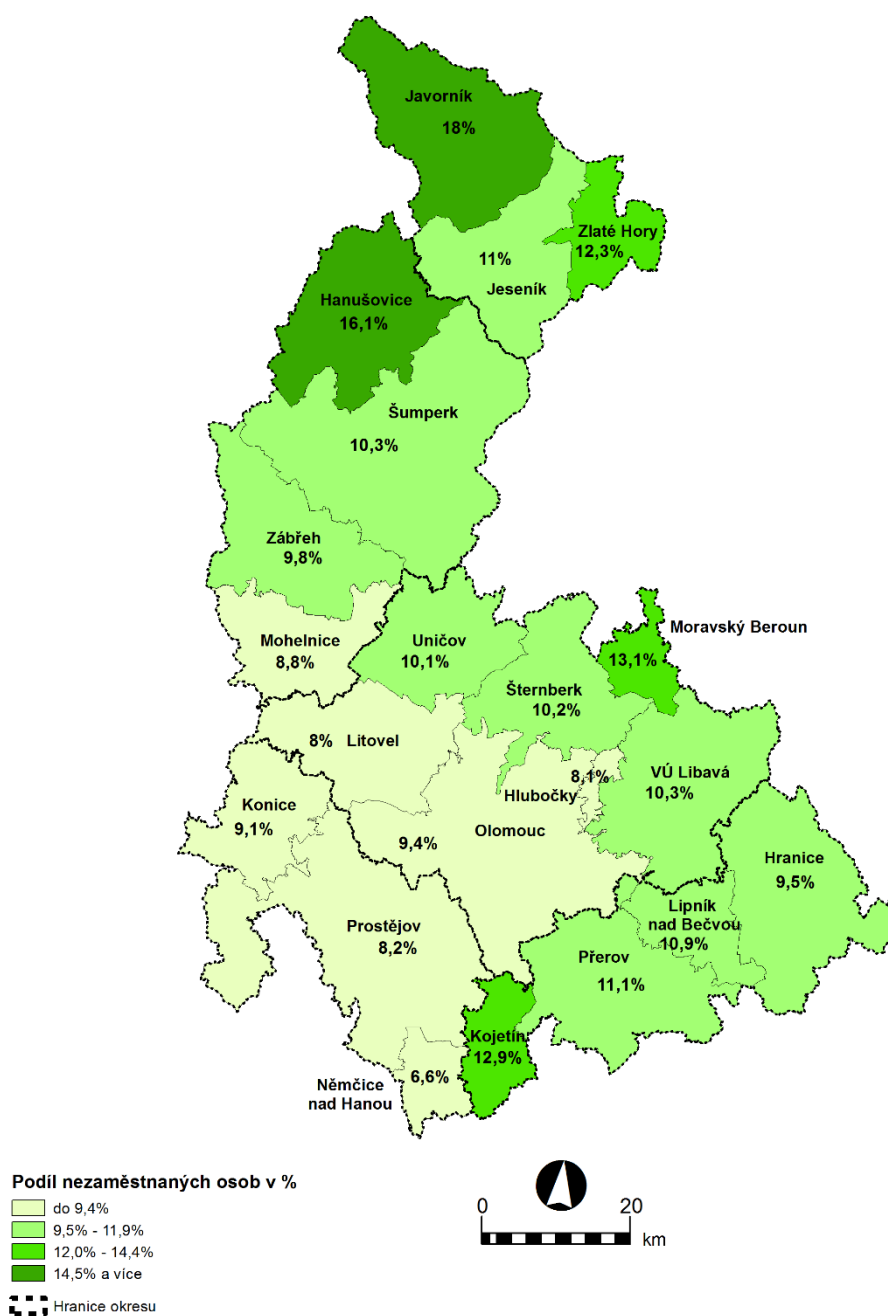 Javorník
18%
Zlaté Hory
12,3%
11%
Jeseník
Hanušovice
16,1%
Šumperk
10,3%
Zábřeh
9,8%
Mohelnice
8,8%
Uničov
10,1%
Moravský Beroun
13,1%
Šternberk
10,2%
8%
Litovel
8,1%
Hlubočky
VÚ Libavá
10,3%
Konice
9,1%
9,4%
Olomouc
Hranice
9,5%
Lipník
nad Bečvou
10,9%
Prostějov
8,2%
Přerov
11,1%
Kojetín
12,9%
6,6%
Němčice
nad Hanou
Podíl nezaměstnaných osob v %
do 9,4%
9,5% - 11,9%
12,0% - 14,4%
14,5% a více
Hranice okresu
0 20
km